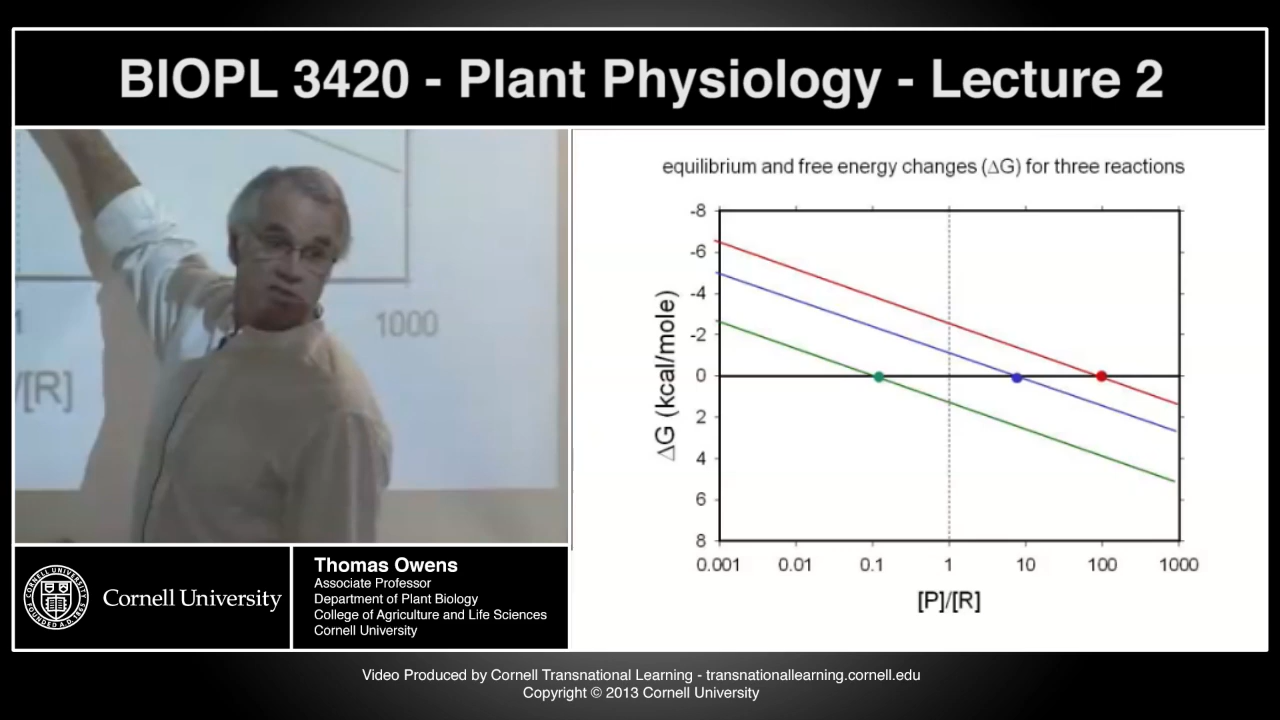 BIOPL 3420 - Plant Physiology - Lecture 2
1
1000
/[R]
equilibrium and free energy changes (ΔG) for three reactions
-8
-6
-4
-2
0
2
4
6
8
ΔG (kcal/mole)
0.001 0.01 0.1 1 10 100 1000
[P]/[R]
Cornell University
Thomas Owens
Associate Professor
Department of Plant Biology
College of Agriculture and Life Sciences
Cornell University
Video Produced by Cornell Transnational Learning - transnationallearning.cornell.edu
Copyright © 2013 Cornell University